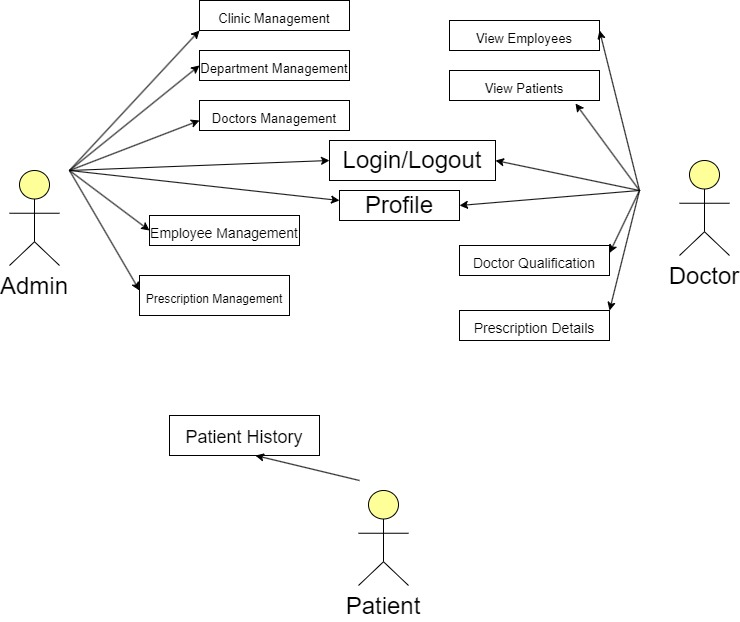 Clinic Management
View Employees
Department Management
View Patients
Doctors Management
Login/Logout
Profile
Employee Management
Doctor Qualification
Admin
Doctor
Prescription Management
Prescription Details
Patient History
Patient